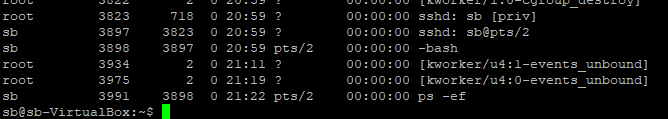 root 3822 2 0 20:59 ? 00:00:00 [kworker/1:0-cgroup_destroy]
root 3823 718 0 20:59 ? 00:00:00 sshd: sb [priv]
sb 3897 3823 0 20:59 ? 00:00:00 sshd: sb@pts/2
sb 3898 3897 0 20:59 pts/2 00:00:00 -bash
root 3934 2 0 21:11 ? 00:00:00 [kworker/u4:1-events_unbound]
root 3975 2 0 21:19 ? 00:00:00 [kworker/u4:0-events_unbound]
sb 3991 3898 0 21:22 pts/2 00:00:00 ps -ef
sb@sb-VirtualBox:~$